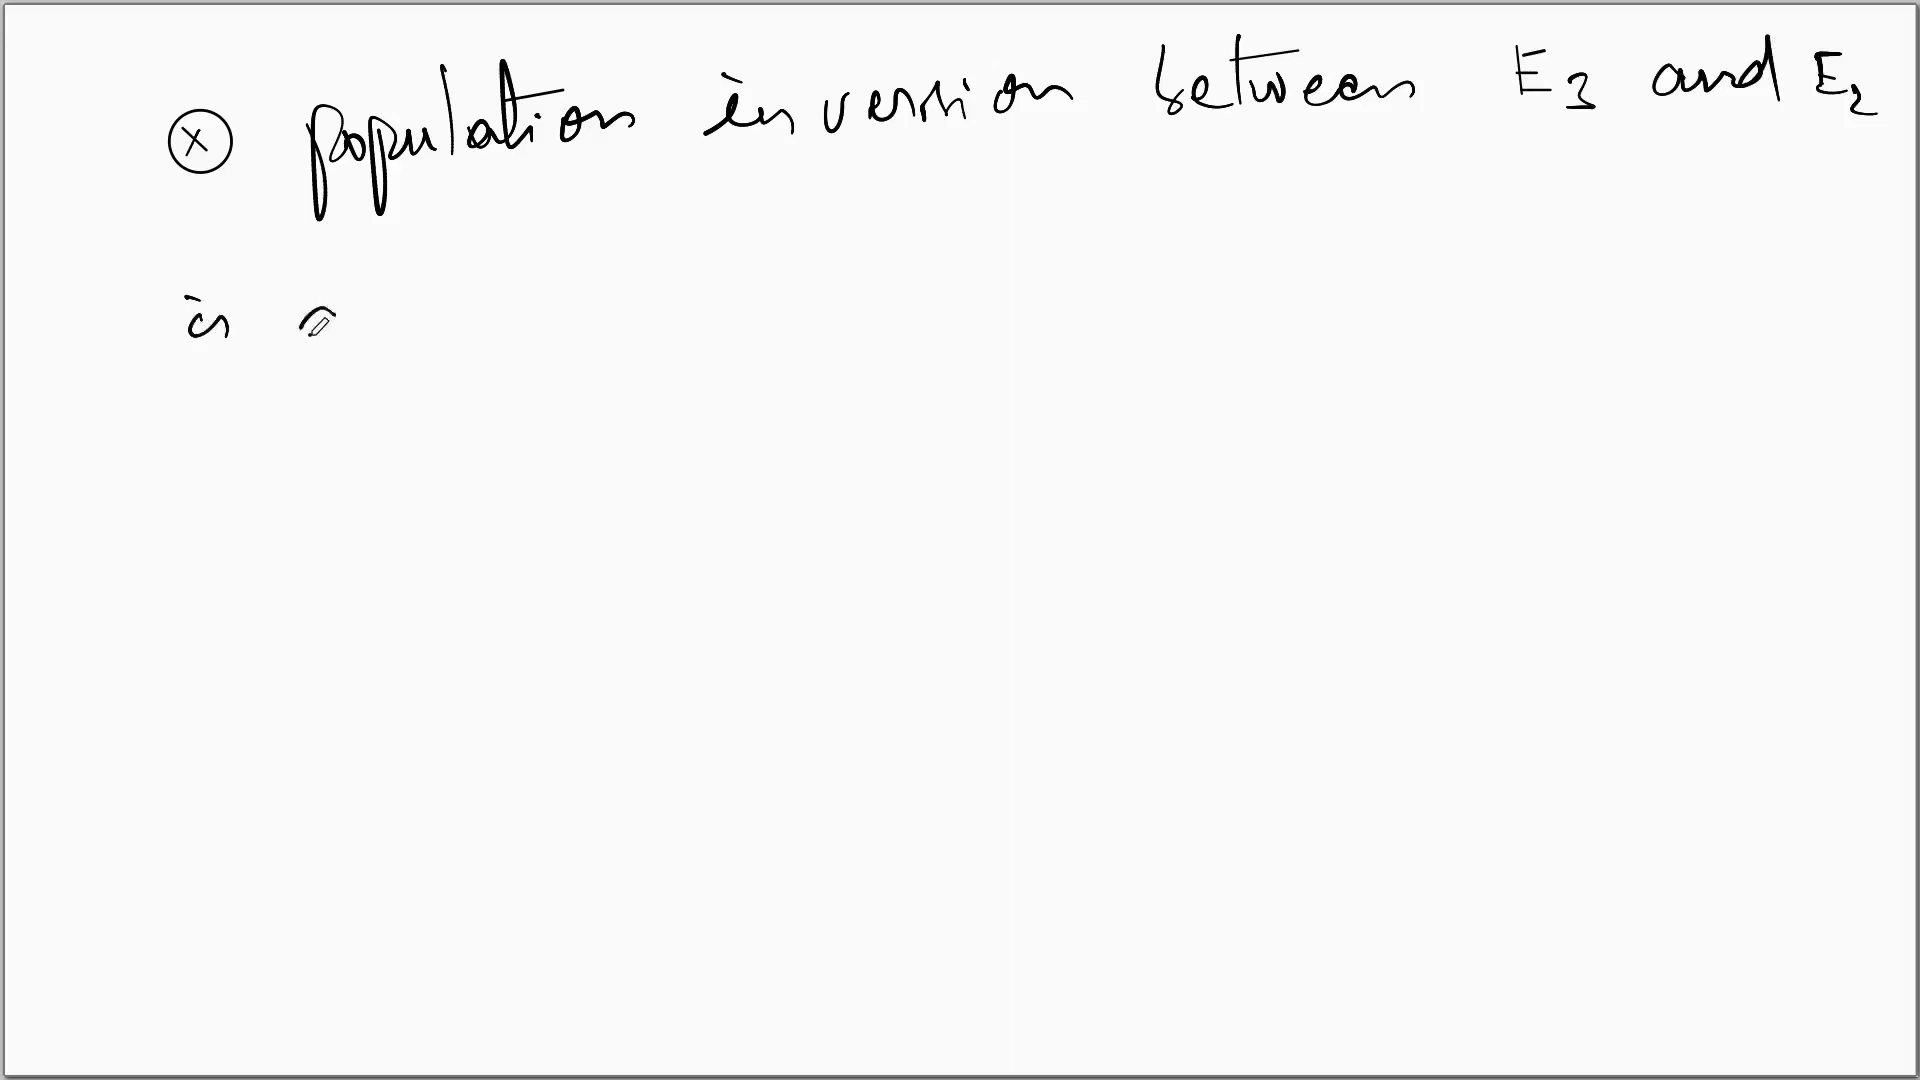 ⓧ population inversion between E₃ and E₂
is